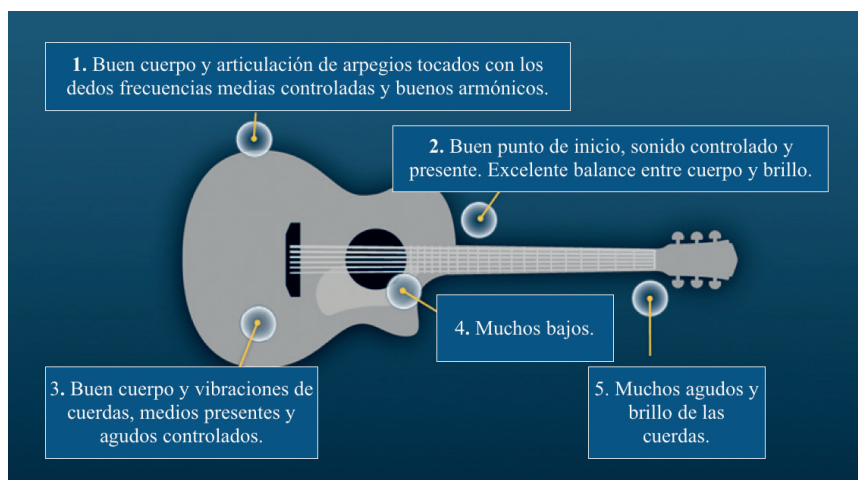 1. Buen cuerpo y articulación de arpegios tocados con los
dedos frecuencias medias controladas y buenos armónicos.
2. Buen punto de inicio, sonido controlado y
presente. Excelente balance entre cuerpo y brillo.
4. Muchos bajos.
3. Buen cuerpo y vibraciones de
cuerdas, medios presentes y
agudos controlados.
5. Muchos agudos y
brillo de las
cuerdas.